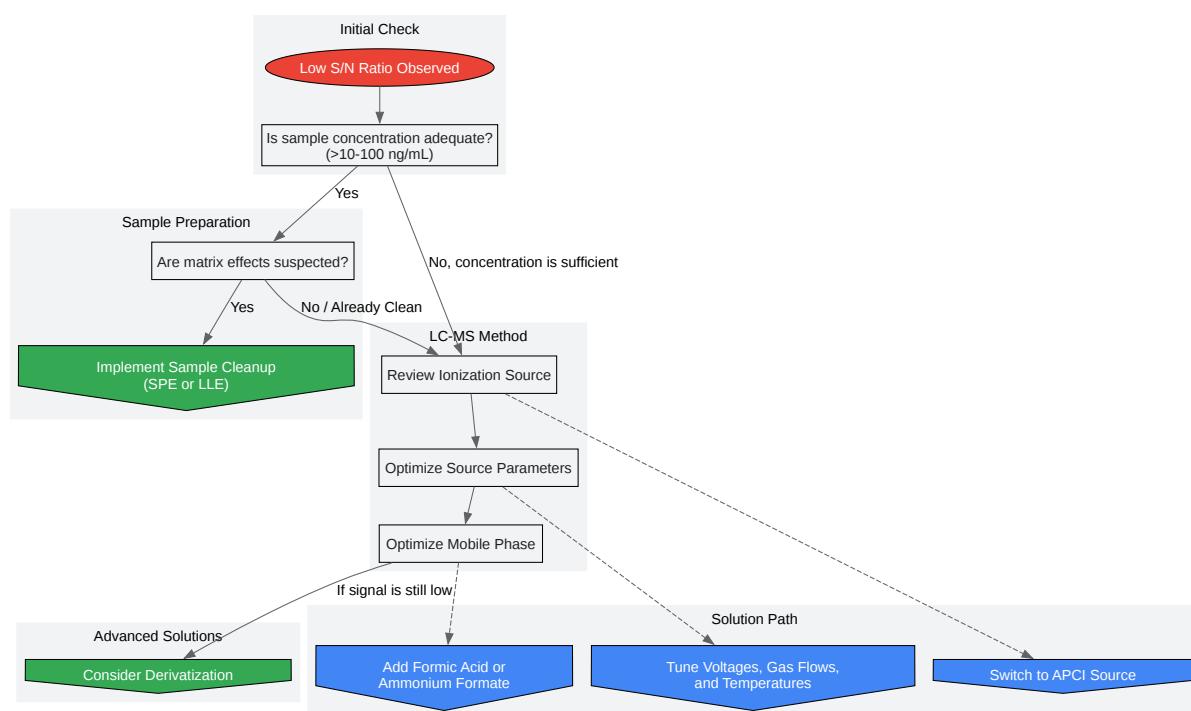 Initial Check
Low S/N Ratio Observed
Is sample concentration adequate?
(>10-100 ng/mL)
Yes
Sample Preparation
Are matrix effects suspected?
No, concentration is sufficient
Yes
No / Already Clean
LC-MS Method
Implement Sample Cleanup
(SPE or LLE)
Review Ionization Source
Optimize Source Parameters
Optimize Mobile Phase
If signal is still low
Solution Path
Advanced Solutions
Consider Derivatization
Add Formic Acid or
Ammonium Formate
Tune Voltages, Gas Flows,
and Temperatures
Switch to APCI Source